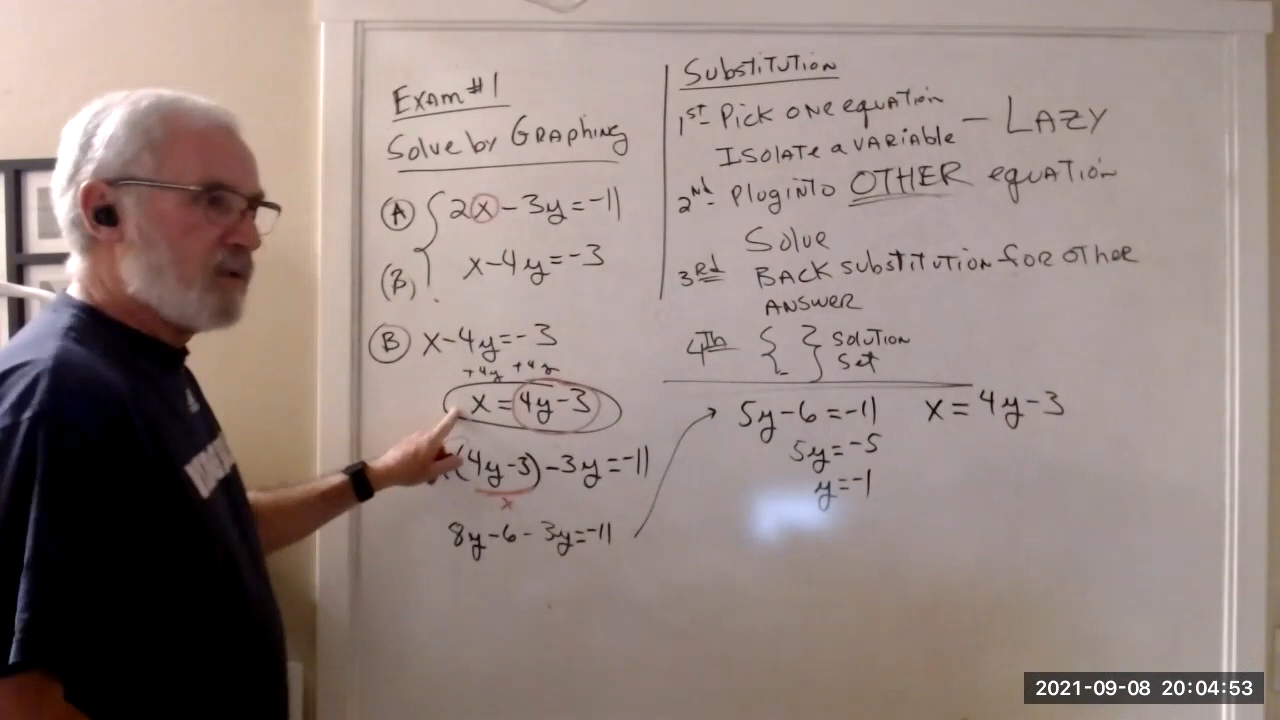 Exam #1
Solve by Graphing
(A) { 2x - 3y = -11
(B) x - 4y = -3
(B) x - 4y = -3
+4y +4y
x = 4y - 3
(4y - 3) - 3y = -11
x
8y - 6 - 3y = -11
Substitution
1st Pick one equation
Isolate a variable - LAZY
2nd Plug into OTHER equation
Solve
3rd Back substitution for other
answer
4th { } solution
set
5y - 6 = -11 x = 4y - 3
5y = -5
y = -1
2021-09-08 20:04:53